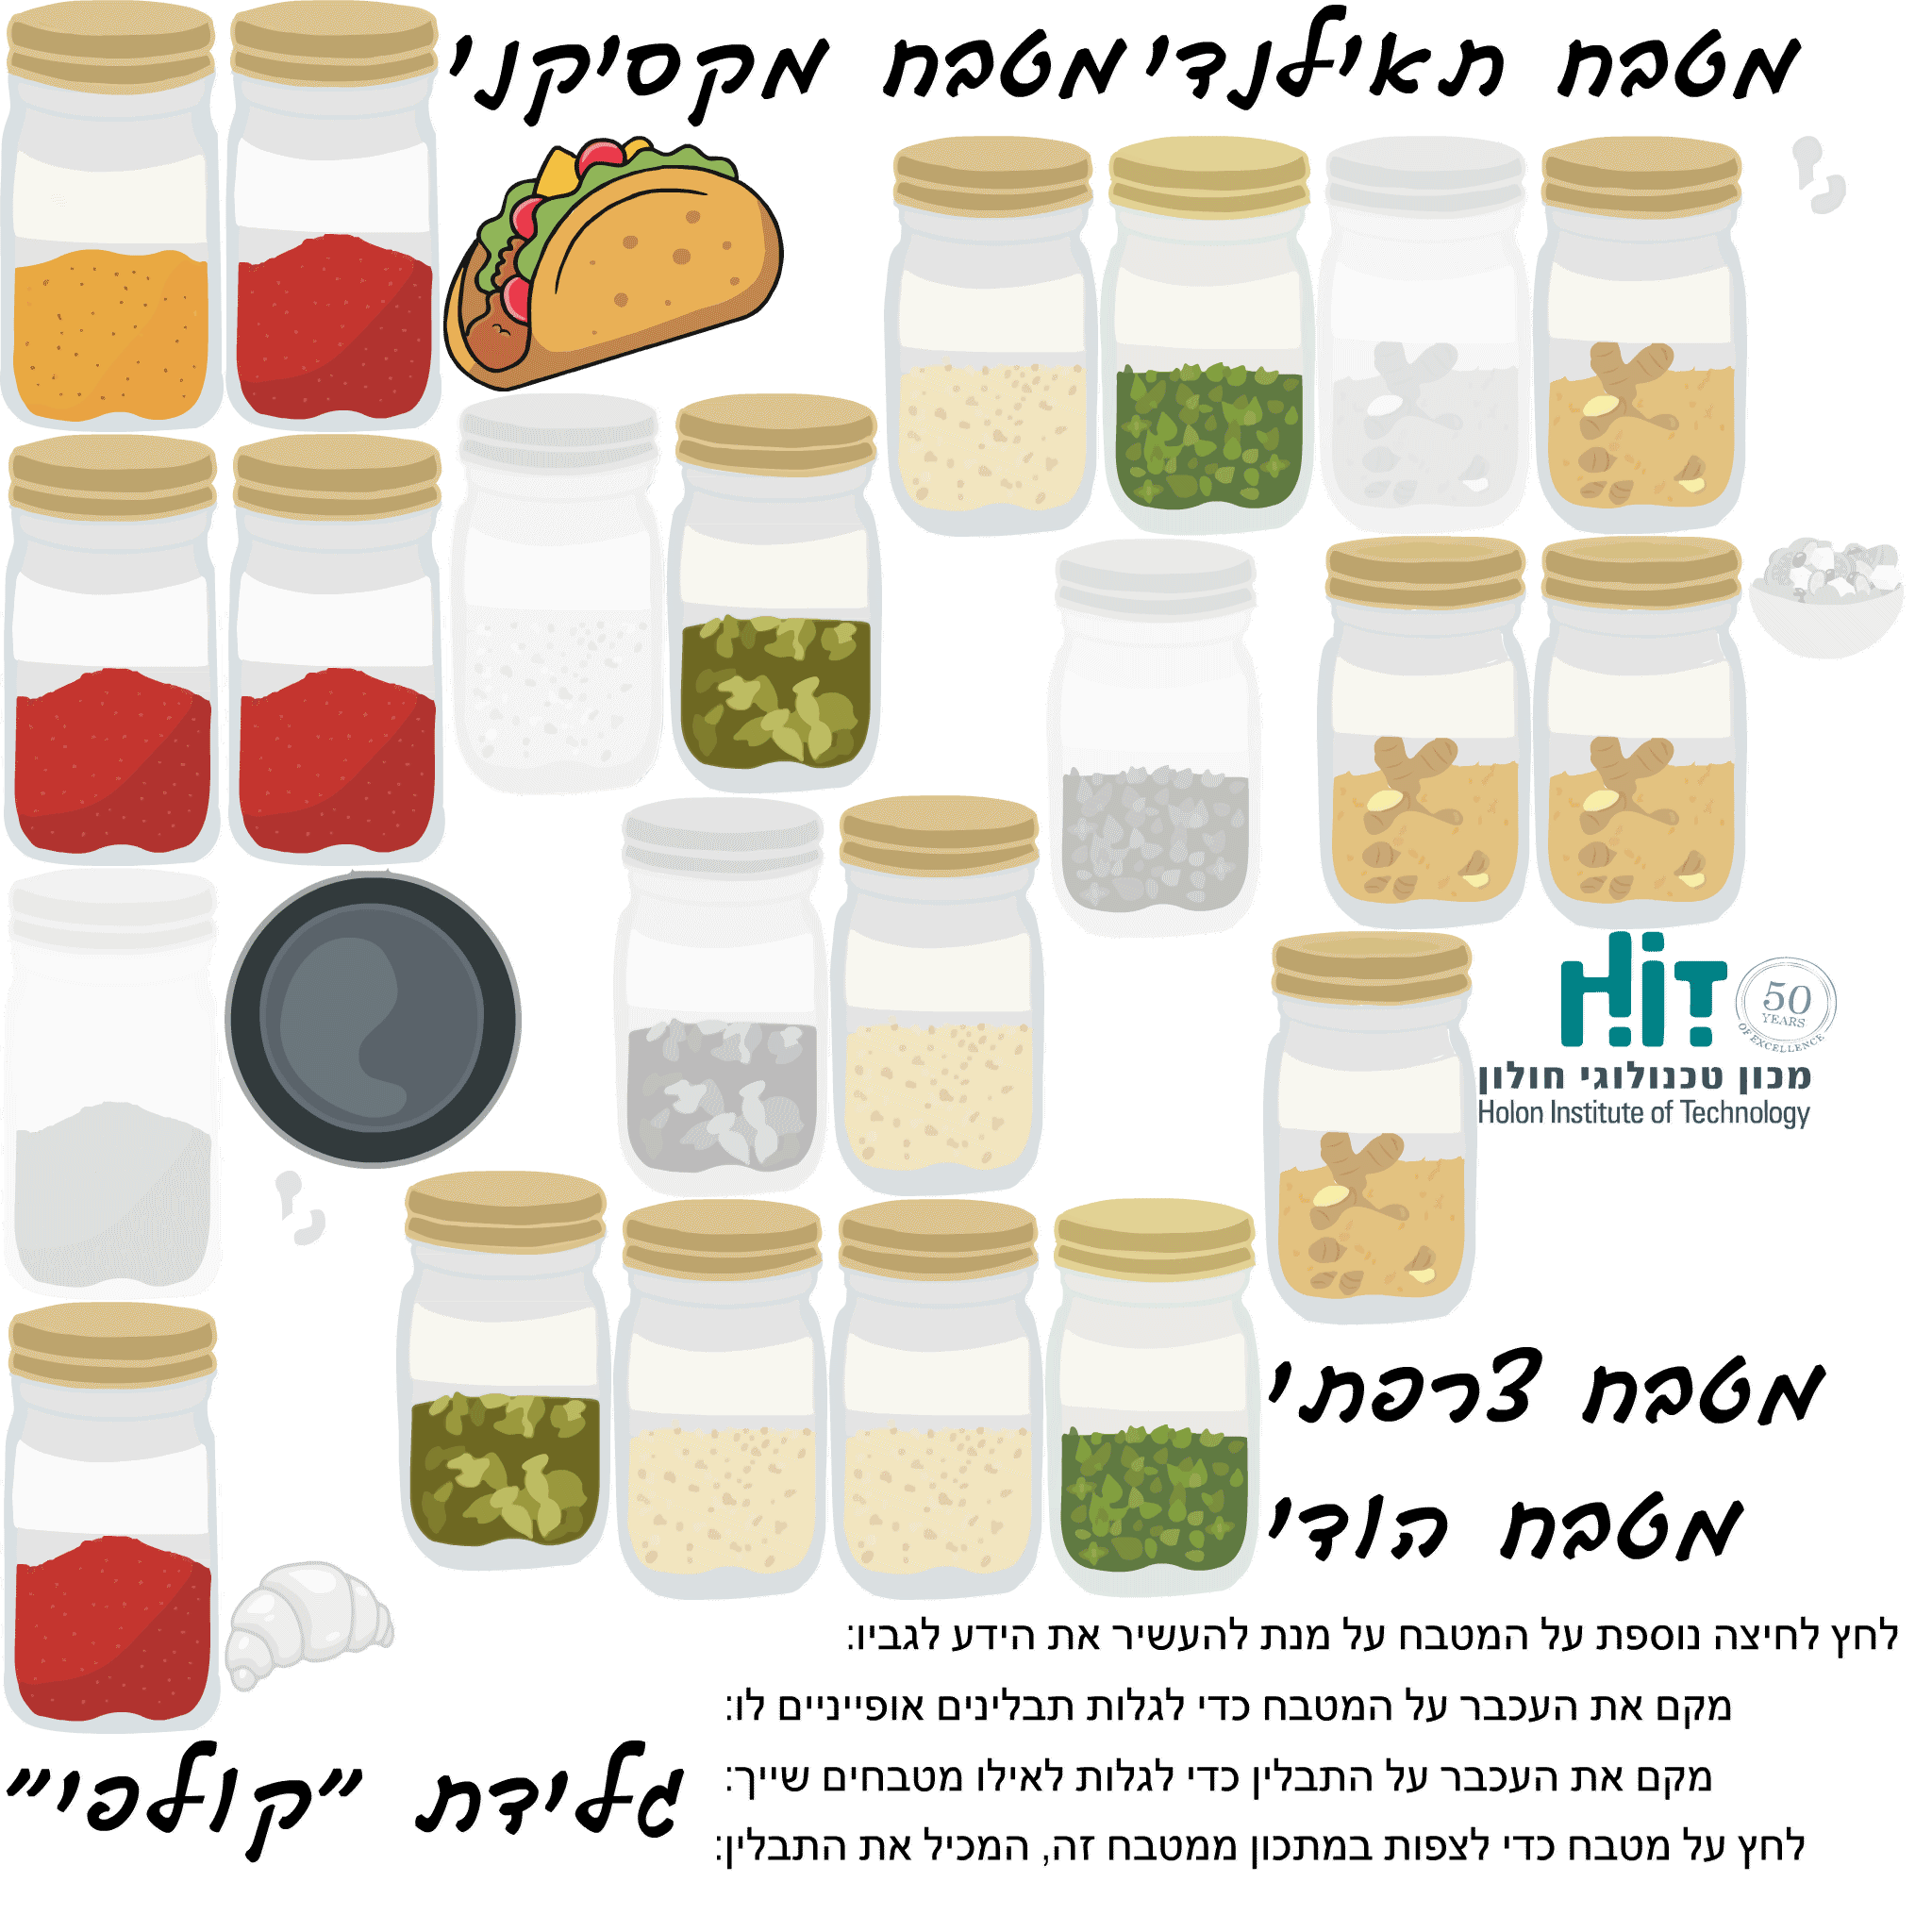 מטבח תאילנדי
מטבח מקסיקני
HiT
50
YEARS
OF EXCELLENCE
מכון טכנולוגי חולון
Holon Institute of Technology
מטבח צרפתי
מטבח הודי
לחץ לחיצה נוספת על המטבח על מנת להעשיר את הידע לגביו:
מקם את העכבר על המטבח כדי לגלות תבלינים אופייניים לו:
מקם את העכבר על התבלין כדי לגלות לאילו מטבחים שייך:
לחץ על מטבח כדי לצפות במתכון ממטבח זה, המכיל את התבלין:
גלידת "קולפי"